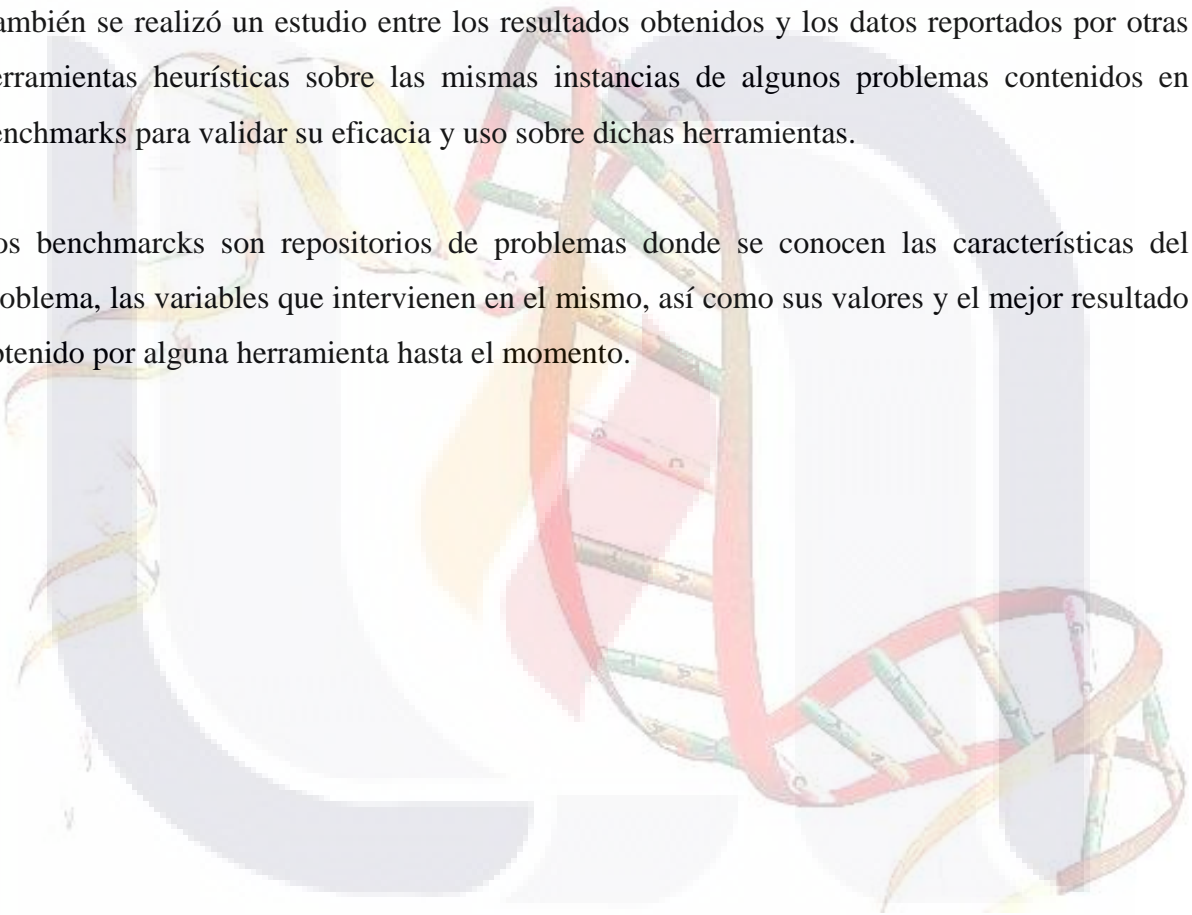 ambién se realizó un estudio entre los resultados obtenidos y los datos reportados por otras
erramientas heurísticas sobre las mismas instancias de algunos problemas contenidos en
enchmarks para validar su eficacia y uso sobre dichas herramientas.
os benchmarcks son repositorios de problemas donde se conocen las características del
roblema, las variables que intervienen en el mismo, así como sus valores y el mejor resultado
btenido por alguna herramienta hasta el momento.